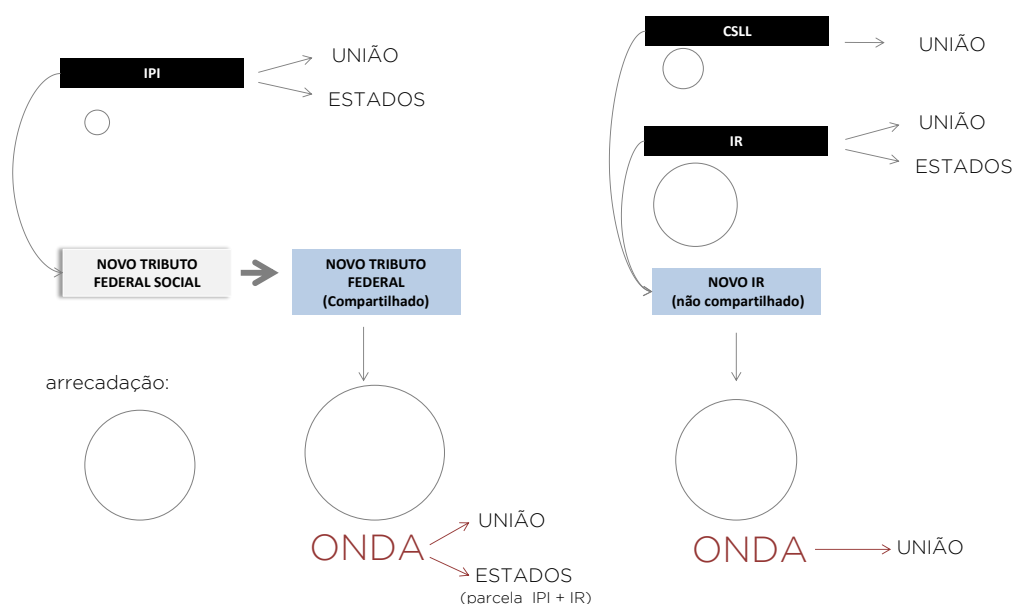 IPI
UNIÃO
ESTADOS
NOVO TRIBUTO
FEDERAL SOCIAL
NOVO TRIBUTO
FEDERAL
(Compartilhado)
arrecadação:
ONDA
UNIÃO
ESTADOS
(parcela IPI + IR)
CSLL
UNIÃO
IR
UNIÃO
ESTADOS
NOVO IR
(não compartilhado)
ONDA
UNIÃO